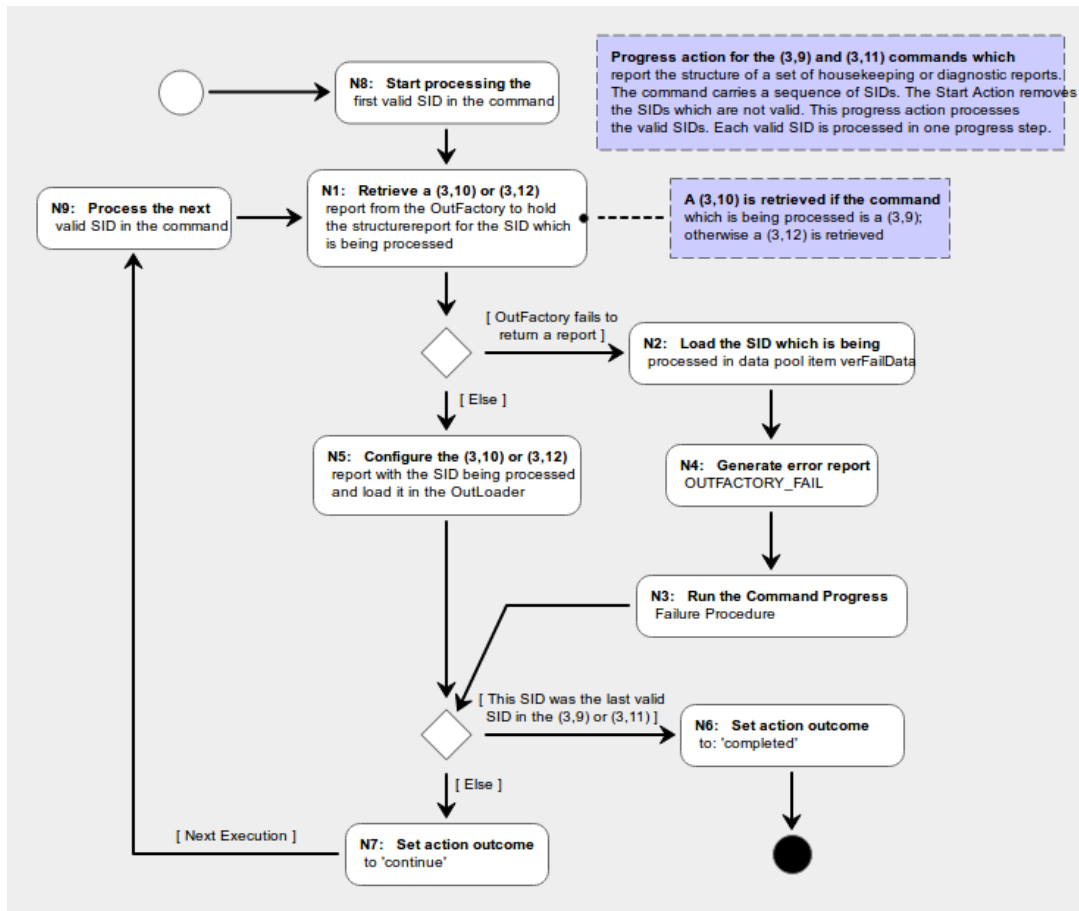 N8: Start processing the
first valid SID in the command
Progress action for the (3,9) and (3,11) commands which
report the structure of a set of housekeeping or diagnostic reports.
The command carries a sequence of SIDs. The Start Action removes
the SIDs which are not valid. This progress action processes
the valid SIDs. Each valid SID is processed in one progress step.
N9: Process the next
valid SID in the command
N1: Retrieve a (3,10) or (3,12)
report from the OutFactory to hold
the structurereport for the SID which
is being processed
A (3,10) is retrieved if the command
which is being processed is a (3,9);
otherwise a (3,12) is retrieved
[ OutFactory fails to
return a report ]
N2: Load the SID which is being
processed in data pool item verFailData
[ Else ]
N5: Configure the (3,10) or (3,12)
report with the SID being processed
and load it in the OutLoader
N4: Generate error report
OUTFACTORY_FAIL
N3: Run the Command Progress
Failure Procedure
[ This SID was the last valid
SID in the (3,9) or (3,11) ]
N6: Set action outcome
to: 'completed'
[ Else ]
[ Next Execution ]
N7: Set action outcome
to 'continue'